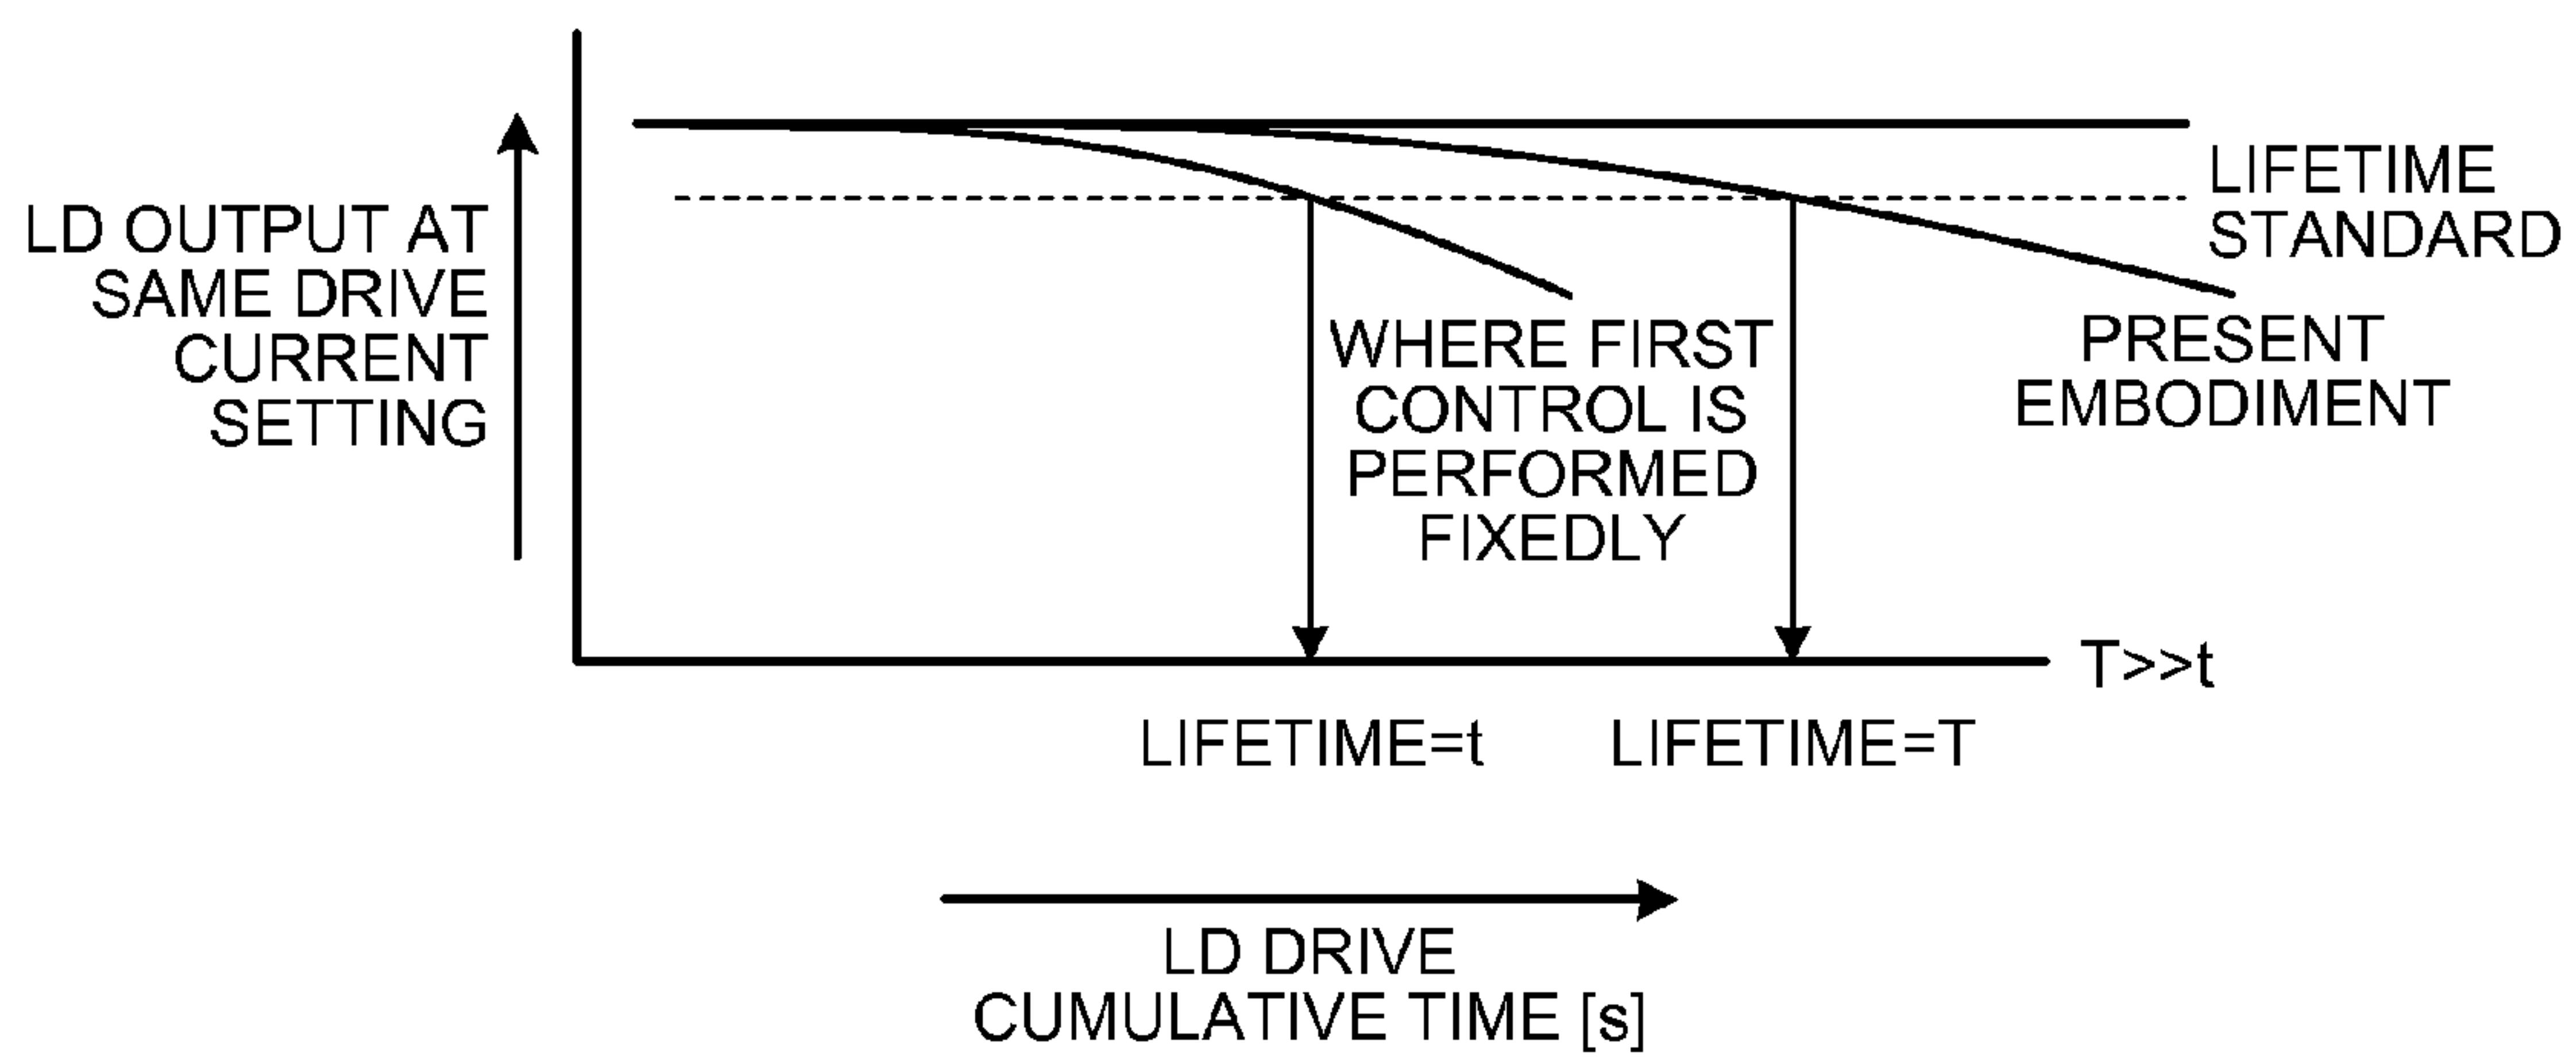 LD OUTPUT AT
SAME DRIVE
CURRENT
SETTING
LIFETIME
STANDARD
WHERE FIRST
CONTROL IS
PERFORMED
FIXEDLY
PRESENT
EMBODIMENT
T>>t
LIFETIME=t
LIFETIME=T
LD DRIVE
CUMULATIVE TIME [s]